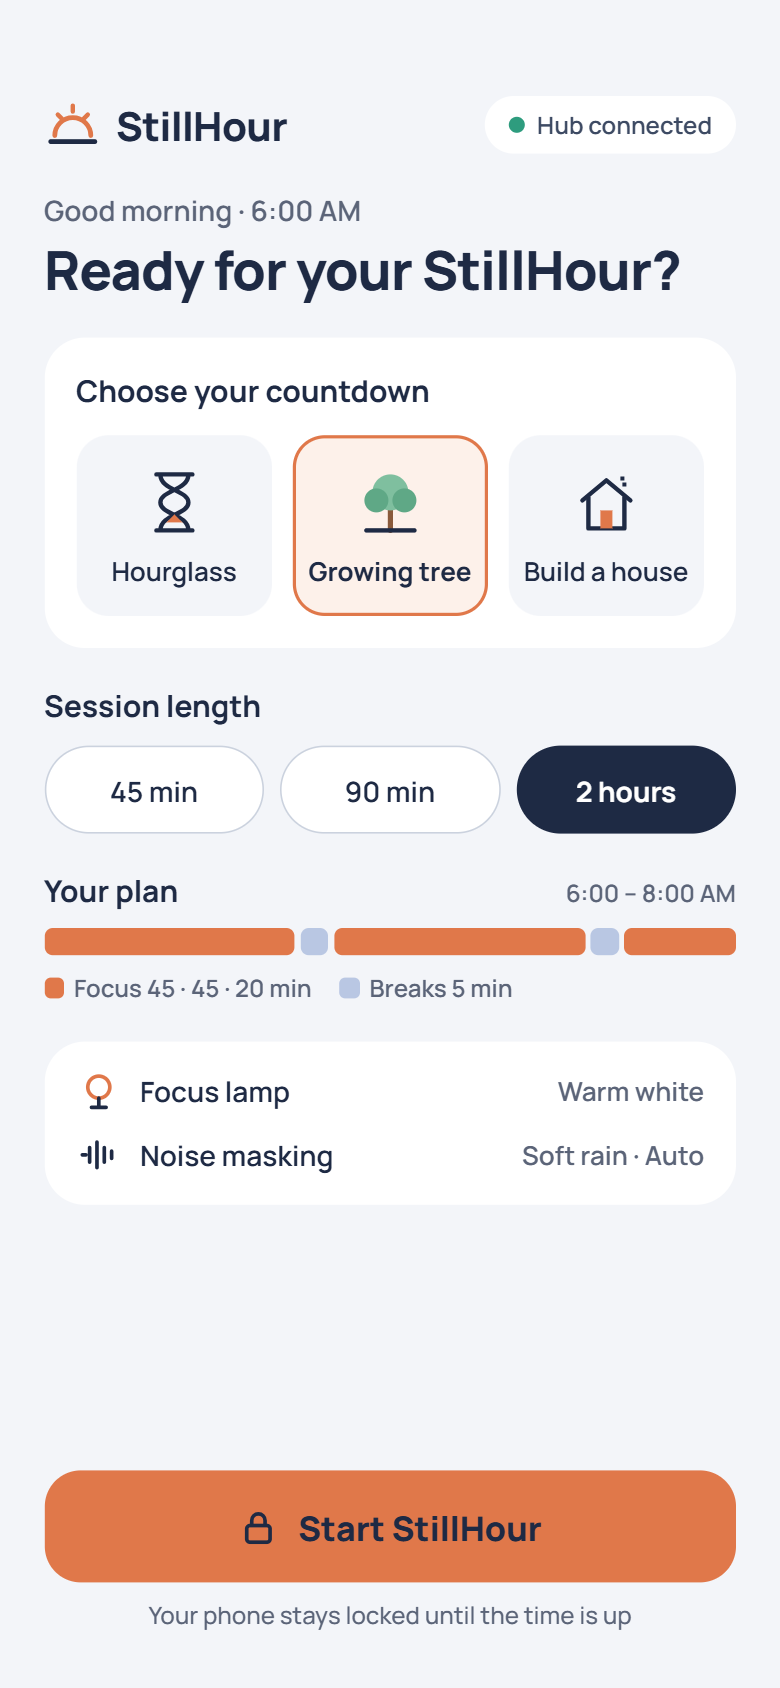 StillHour
Hub connected
Good morning · 6:00 AM
Ready for your StillHour?
Choose your countdown
Hourglass
Growing tree
Build a house
Session length
45 min
90 min
2 hours
Your plan
6:00 – 8:00 AM
Focus 45 · 45 · 20 min
Breaks 5 min
Focus lamp
Warm white
Noise masking
Soft rain · Auto
Start StillHour
Your phone stays locked until the time is up